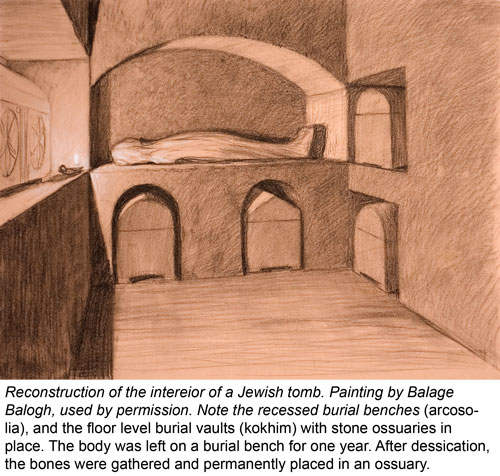 Reconstruction of the intereior of a Jewish tomb. Painting by Balage
Balogh, used by permission. Note the recessed burial benches (arcoso-
lia), and the floor level burial vaults (kokhim) with stone ossuaries in
place. The body was left on a burial bench for one year. After dessication,
the bones were gathered and permanently placed in an ossuary.